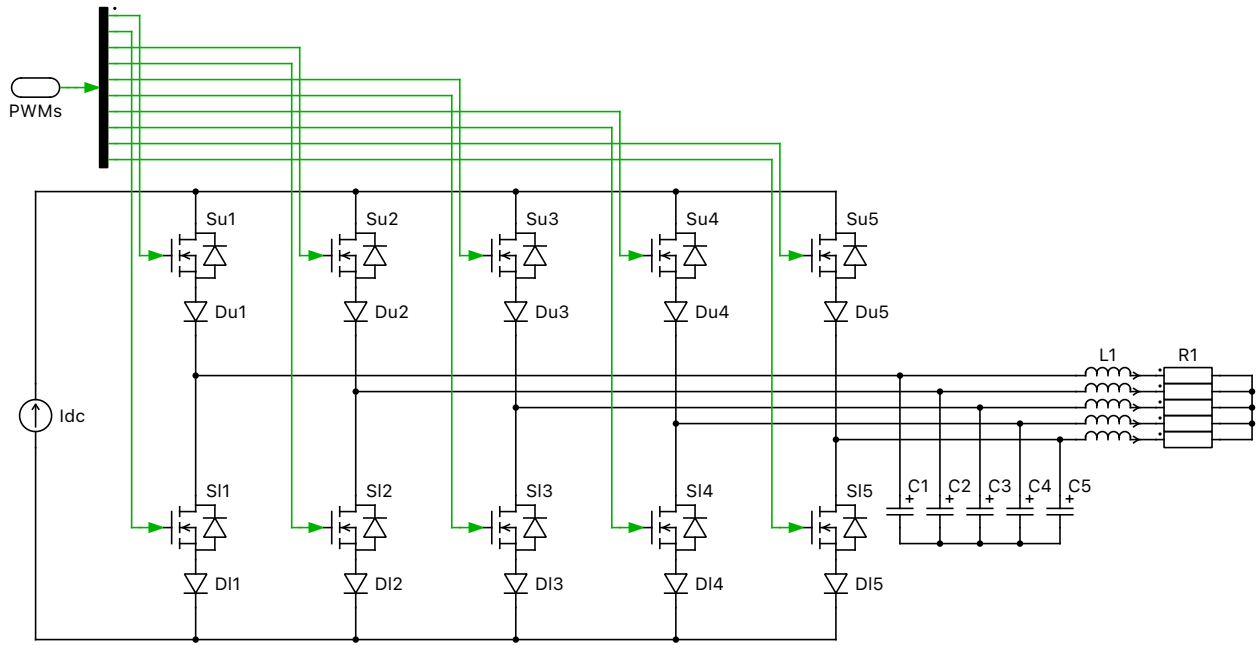 PWMs
Su1 Su2 Su3 Su4 Su5
Du1 Du2 Du3 Du4 Du5
L1 R1
Idc
Sl1 Sl2 Sl3 Sl4 Sl5
C1 C2 C3 C4 C5
+ + + + +
Dl1 Dl2 Dl3 Dl4 Dl5